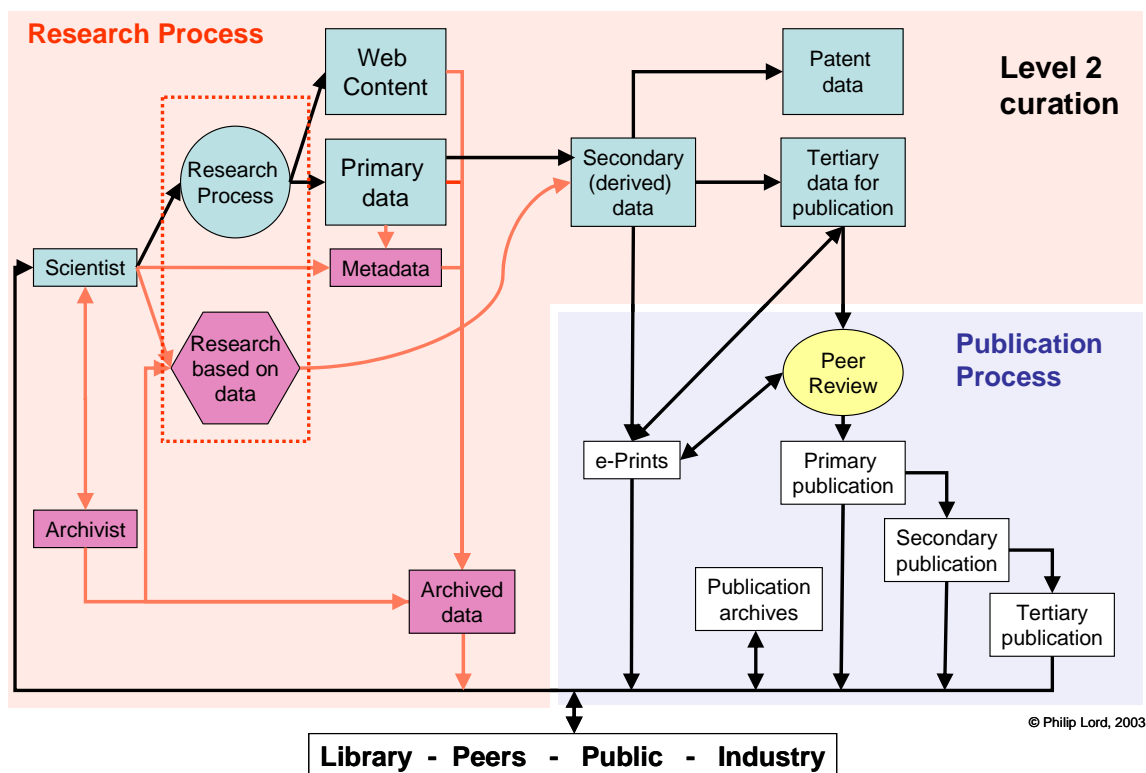 Research Process
Web
Content
Patent
data
Level 2
curation
Research
Process
Primary
data
Secondary
(derived)
data
Tertiary
data for
publication
Scientist
Metadata
Research
based on
data
Peer
Review
Publication
Process
e-Prints
Primary
publication
Archivist
Secondary
publication
Archived
data
Publication
archives
Tertiary
publication
© Philip Lord, 2003
Library - Peers - Public - Industry